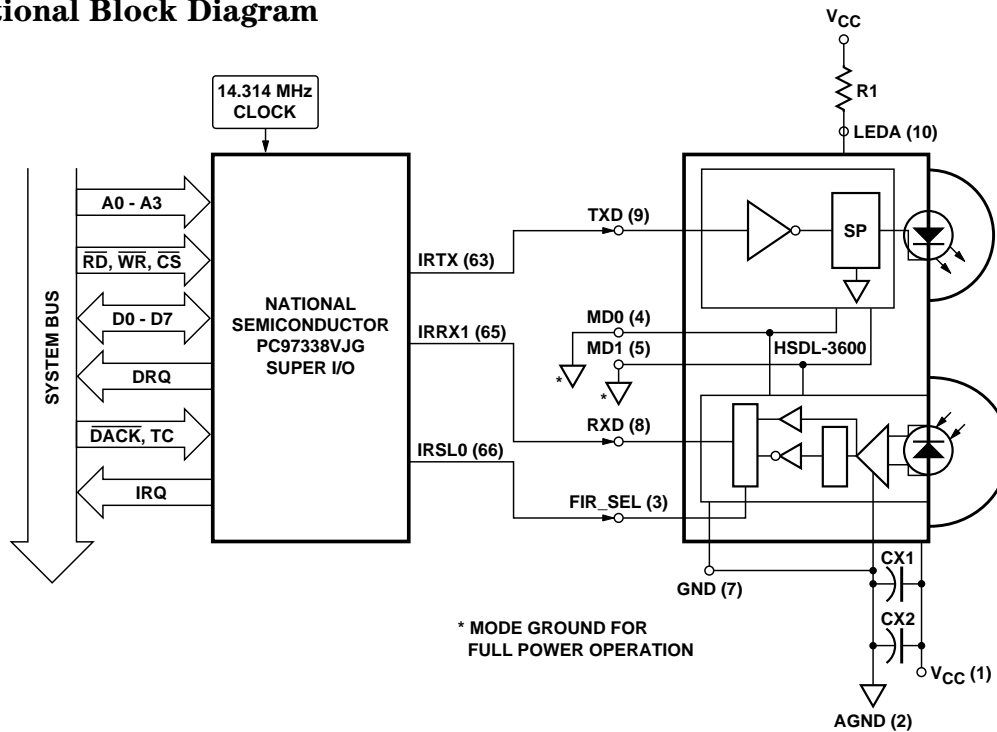 tional Block Diagram
14.314 MHz
CLOCK
SYSTEM BUS
A0 - A3
RD, WR, CS
D0 - D7
DRQ
DACK, TC
IRQ
NATIONAL
SEMICONDUCTOR
PC97338VJG
SUPER I/O
IRTX (63)
IRRX1 (65)
IRSL0 (66)
VCC
R1
LEDA (10)
TXD (9)
SP
MD0 (4)
MD1 (5)
*
*
HSDL-3600
RXD (8)
FIR_SEL (3)
GND (7)
CX1
CX2
VCC (1)
AGND (2)
* MODE GROUND FOR
FULL POWER OPERATION